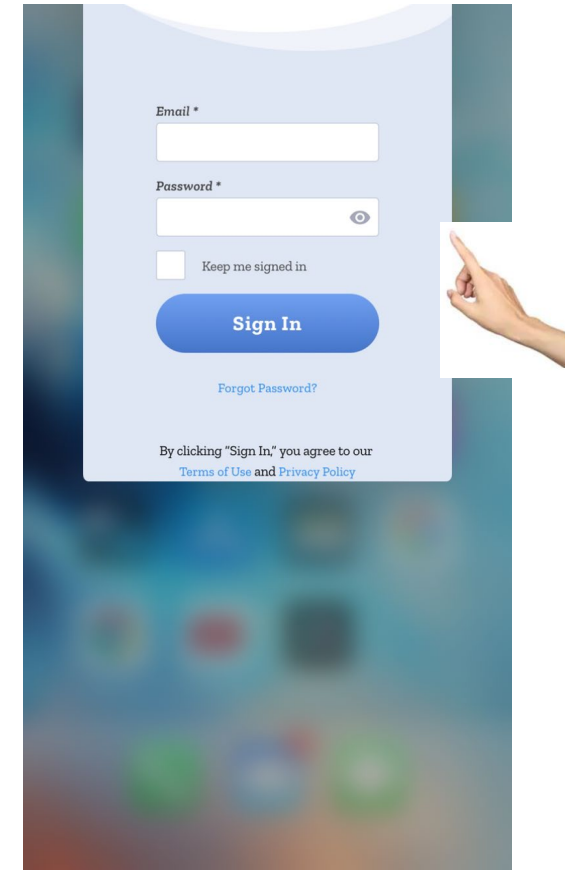 Email *
Password *
Keep me signed in
Sign In
Forgot Password?
By clicking “Sign In,” you agree to our
Terms of Use and Privacy Policy